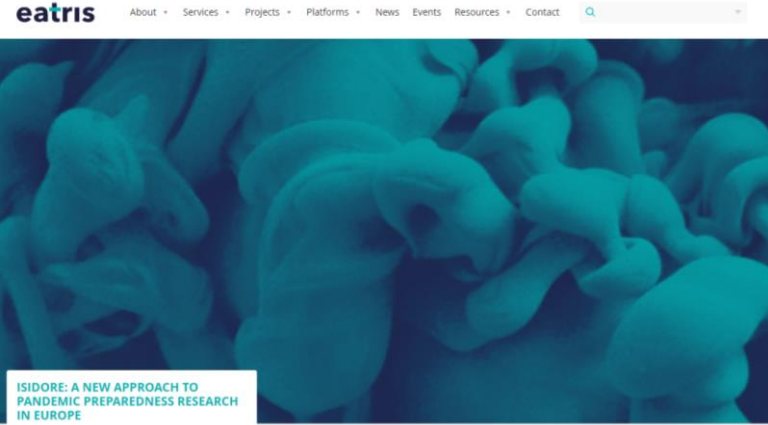 eatris About Services Projects Platforms News Events Resources Contact
ISIDORE: A NEW APPROACH TO
PANDEMIC PREPAREDNESS RESEARCH
IN EUROPE